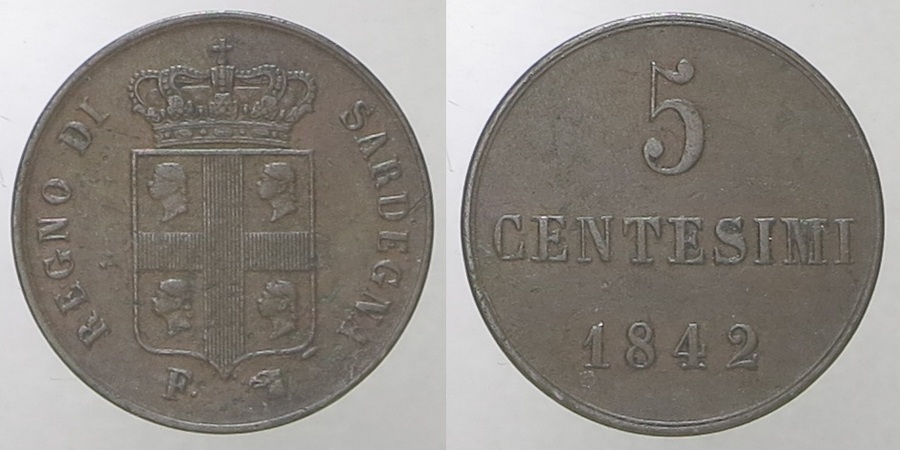 REGNO DI SARDEGNA
F.
5
CENTESIMI
1842